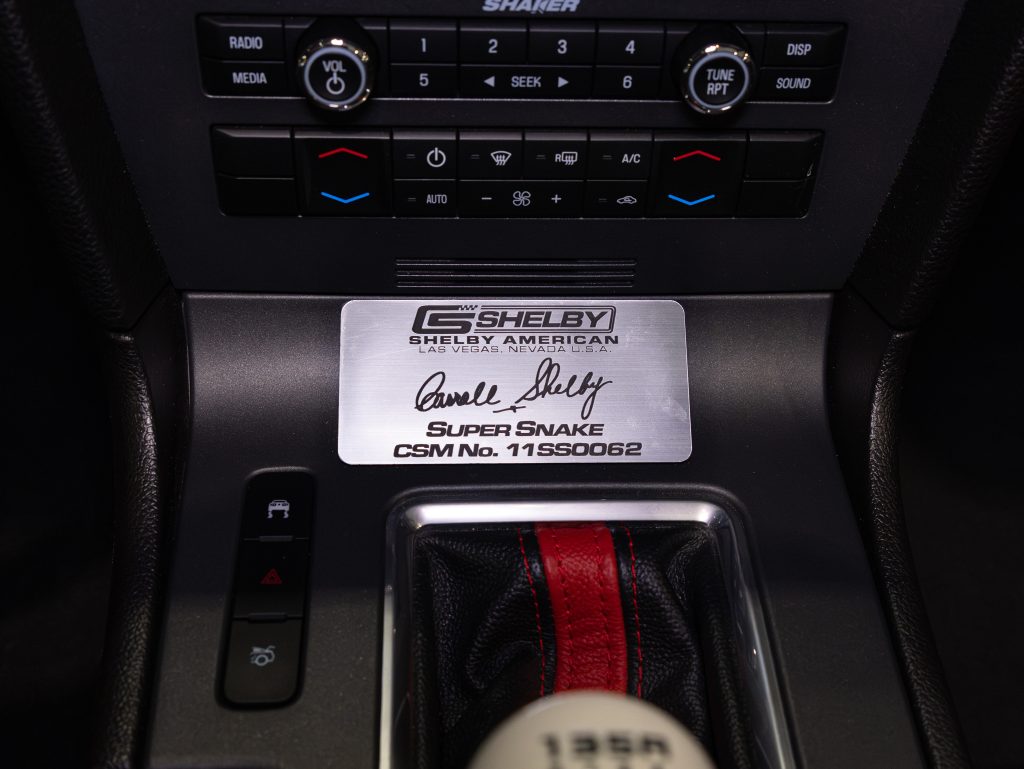 SHAKER
RADIO VOL 1 2 3 4 TUNE RPT DISP
MEDIA 5 SEEK 6 SOUND
R A/C
AUTO - +
CS SHELBY
SHELBY AMERICAN
LAS VEGAS, NEVADA U.S.A.
Carroll Shelby
SUPER SNAKE
CSM No. 11SS0062